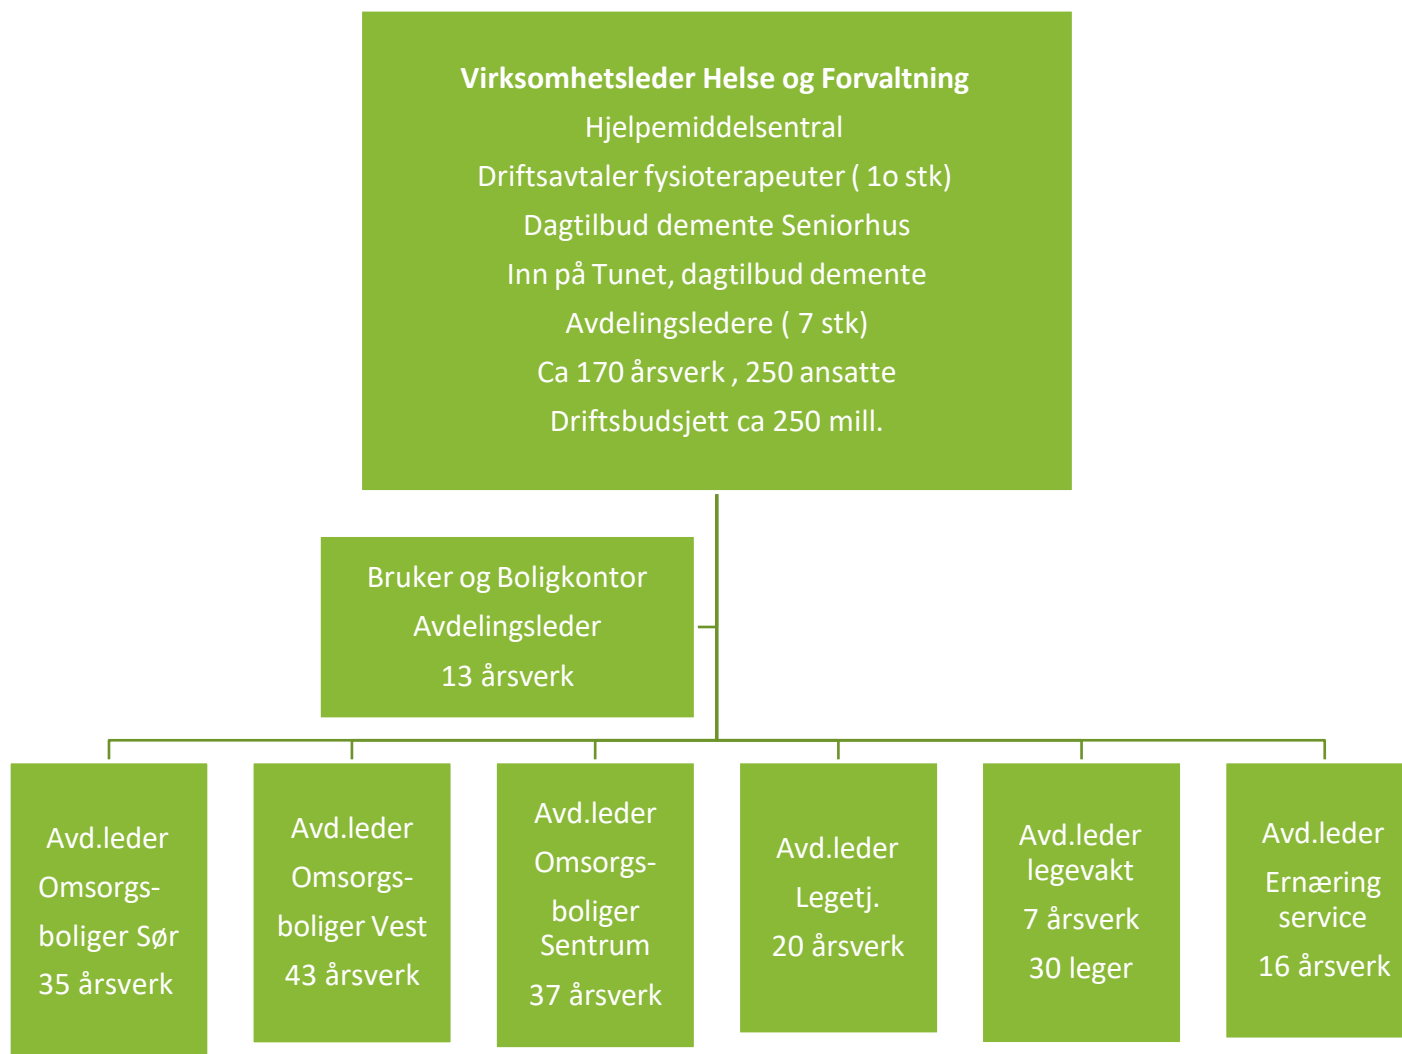 Virksomhetsleder Helse og Forvaltning
Hjelpemiddelsentral
Driftsavtaler fysioterapeuter ( 1o stk)
Dagtilbud demente Seniorhus
Inn på Tunet, dagtilbud demente
Avdelingsledere ( 7 stk)
Ca 170 årsverk , 250 ansatte
Driftsbudsjett ca 250 mill.
Bruker og Boligkontor
Avdelingsleder
13 årsverk
Avd.leder
Omsorgs-
boliger Sør
35 årsverk
Avd.leder
Omsorgs-
boliger Vest
43 årsverk
Avd.leder
Omsorgs-
boliger
Sentrum
37 årsverk
Avd.leder
Legetj.
20 årsverk
Avd.leder
legevakt
7 årsverk
30 leger
Avd.leder
Ernæring
service
16 årsverk